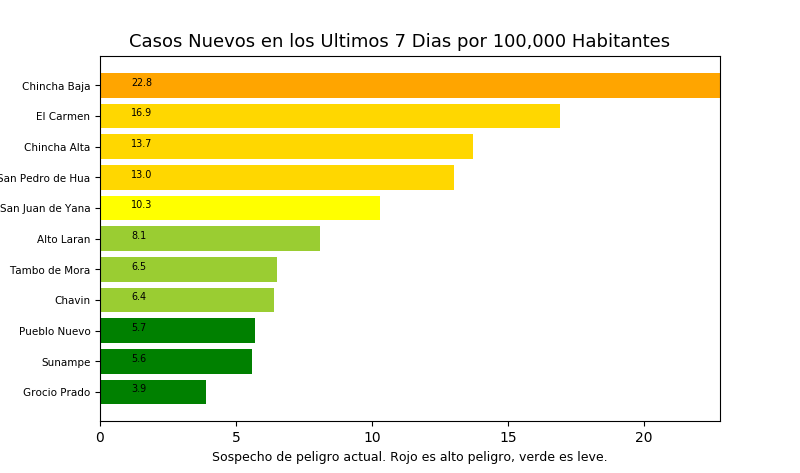 Casos Nuevos en los Ultimos 7 Dias por 100,000 Habitantes
Chincha Baja 22.8
El Carmen 16.9
Chincha Alta 13.7
San Pedro de Hua 13.0
San Juan de Yana 10.3
Alto Laran 8.1
Tambo de Mora 6.5
Chavin 6.4
Pueblo Nuevo 5.7
Sunampe 5.6
Grocio Prado 3.9
0 5 10 15 20
Sospecho de peligro actual. Rojo es alto peligro, verde es leve.